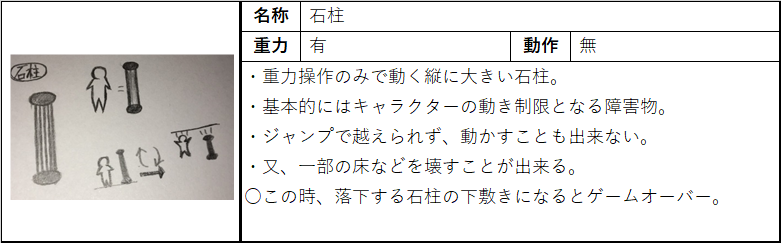 石柱
名称 石柱
重力 有 動作 無
・重力操作のみで動く縦に大きい石柱。
・基本的にはキャラクターの動き制限となる障害物。
・ジャンプで越えられず、動かすことも出来ない。
・又、一部の床などを壊すことが出来る。
〇この時、落下する石柱の下敷きになるとゲームオーバー。